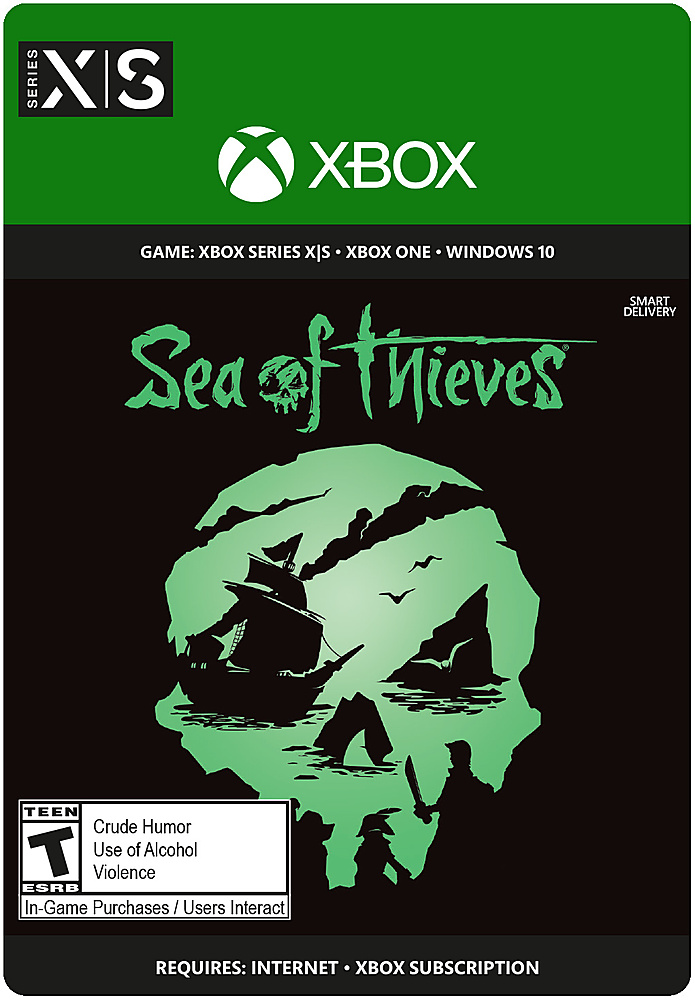 SERIES
X|S
XBOX
GAME: XBOX SERIES X|S • XBOX ONE • WINDOWS 10
SMART
DELIVERY
Sea of Thieves®
TEEN
T
ESRB
Crude Humor
Use of Alcohol
Violence
In-Game Purchases / Users Interact
REQUIRES: INTERNET • XBOX SUBSCRIPTION